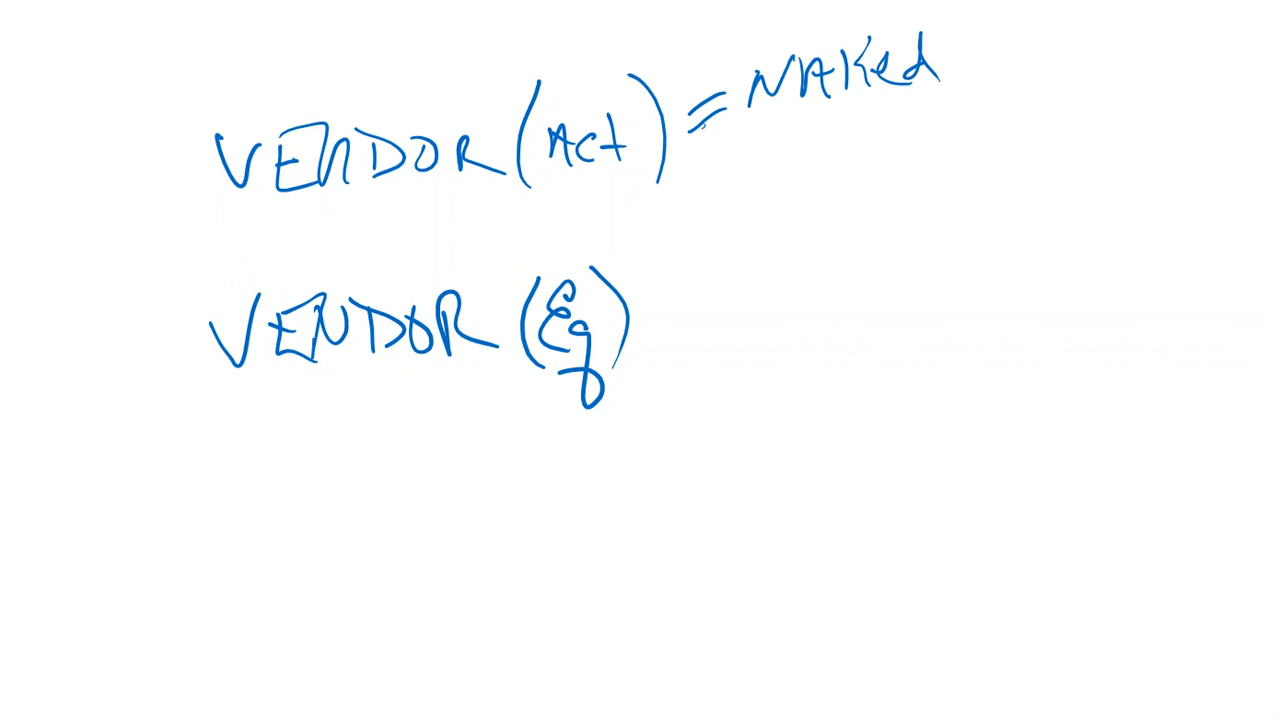 VENDOR (Act) = NAKed
VENDOR (Eq)